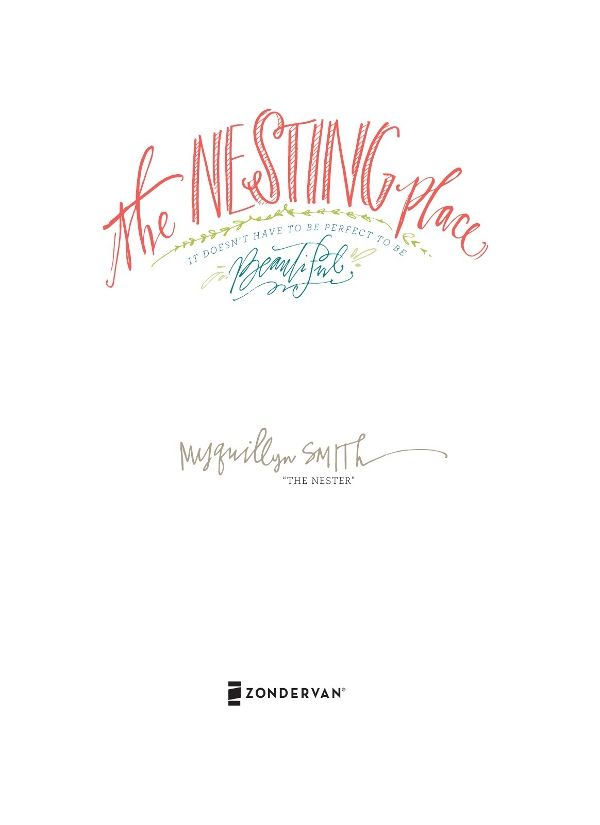 the NESTING place
IT DOESN'T HAVE TO BE PERFECT TO BE
Beautiful
Myquillyn SMITH
"THE NESTER"
ZONDERVAN®